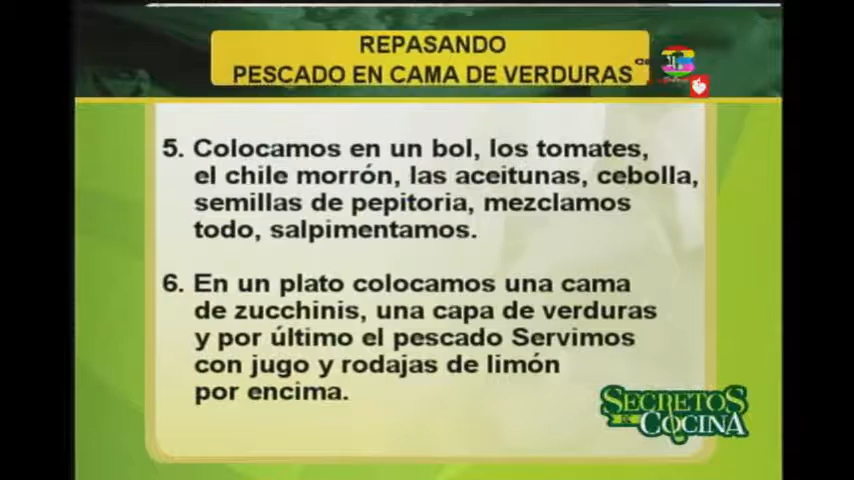 REPASANDO
PESCADO EN CAMA DE VERDURAS
5. Colocamos en un bol, los tomates,
el chile morrón, las aceitunas, cebolla,
semillas de pepitoria, mezclamos
todo, salpimentamos.
6. En un plato colocamos una cama
de zucchinis, una capa de verduras
y por último el pescado Servimos
con jugo y rodajas de limón
por encima.
SECRETOS
DE COCINA